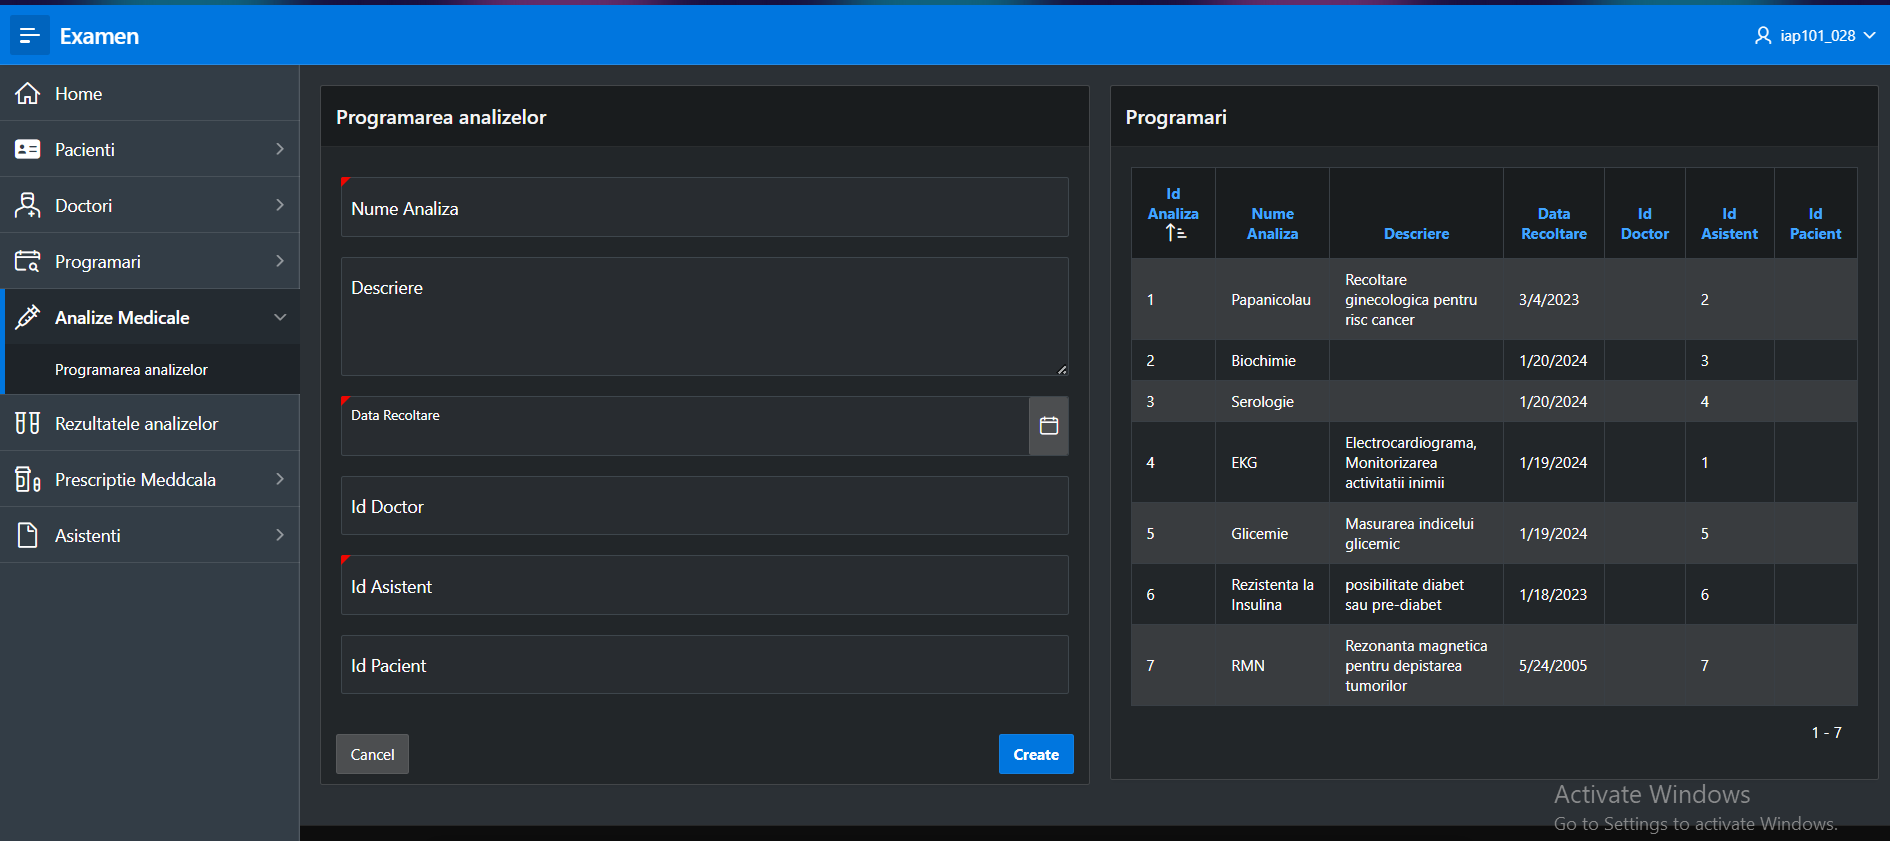 Examen
iap101_028
Home
Pacienti
Doctori
Programari
Analize Medicale
Programarea analizelor
Rezultatele analizelor
Prescriptie Meddcala
Asistenti
Programarea analizelor
Nume Analiza
Descriere
Data Recoltare
Id Doctor
Id Asistent
Id Pacient
Cancel
Create
Programari
Id Analiza Nume Analiza Descriere Data Recoltare Id Doctor Id Asistent Id Pacient
1 Papanicolau Recoltare ginecologica pentru risc cancer 3/4/2023 2
2 Biochimie 1/20/2024 3
3 Serologie 1/20/2024 4
4 EKG Electrocardiograma, Monitorizarea activitatii inimii 1/19/2024 1
5 Glicemie Masurarea indicelui glicemic 1/19/2024 5
6 Rezistenta la Insulina posibilitate diabet sau pre-diabet 1/18/2023 6
7 RMN Rezonanta magnetica pentru depistarea tumorilor 5/24/2005 7
1 - 7
Activate Windows
Go to Settings to activate Windows.